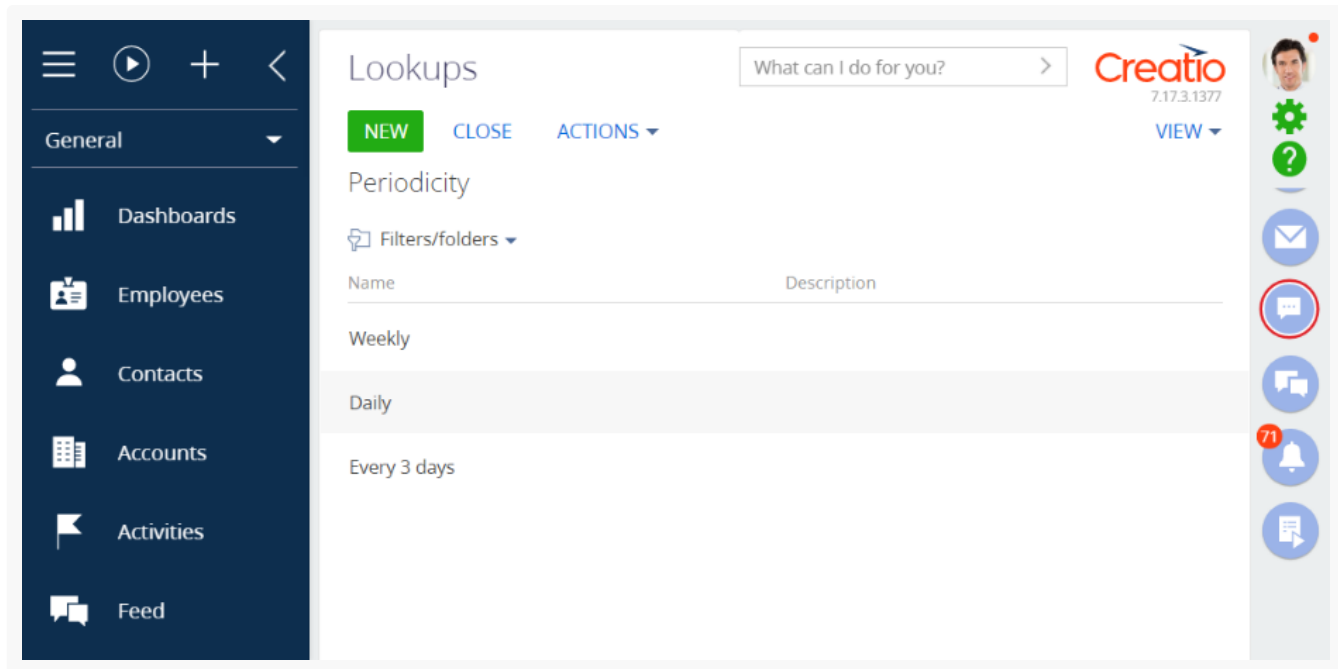 General
Dashboards
Employees
Contacts
Accounts
Activities
Feed
Lookups
What can I do for you?
Creatio
7.17.3.1377
NEW CLOSE ACTIONS VIEW
Periodicity
Filters/folders
Name Description
Weekly
Daily
Every 3 days
?
71